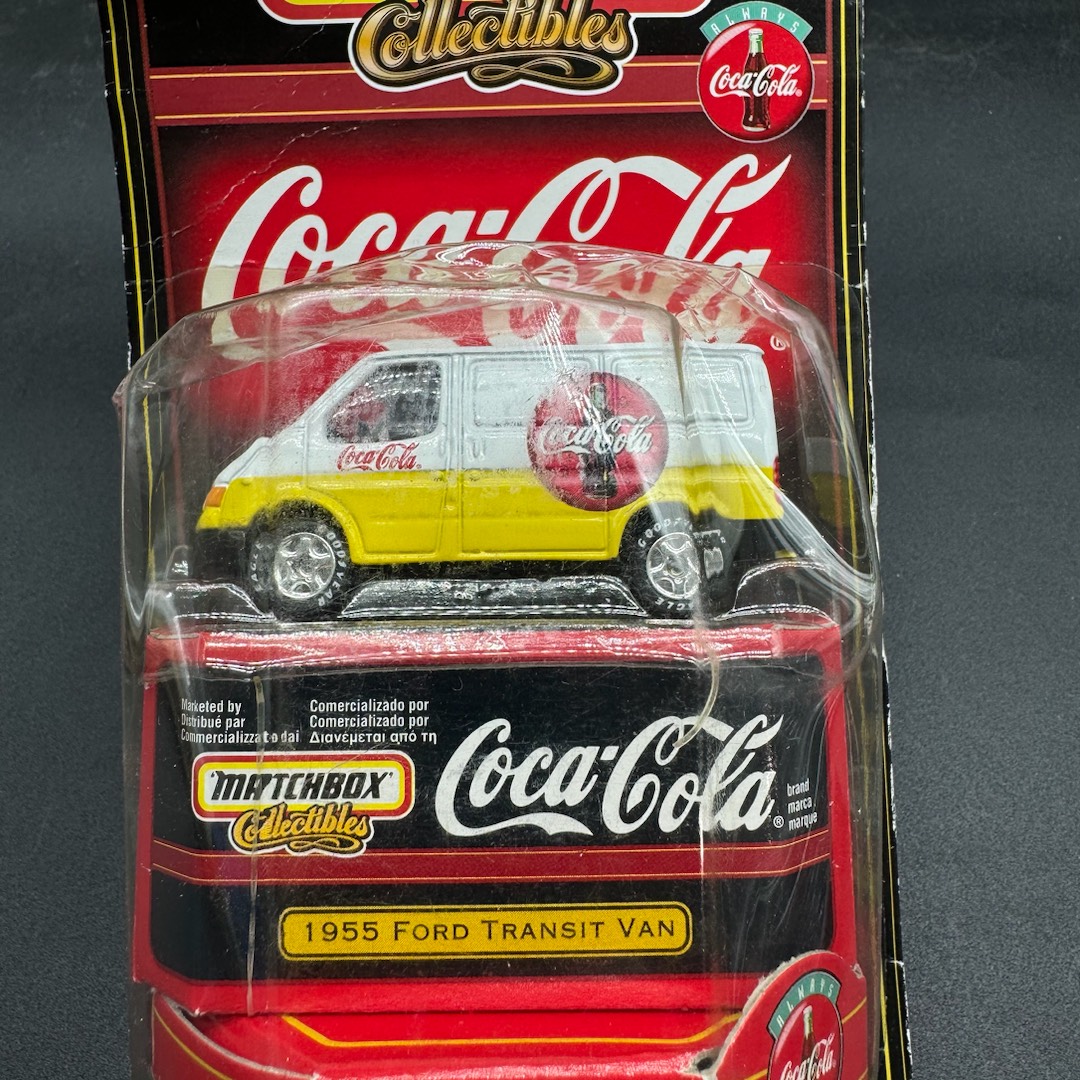 Collectibles
ALWAYS
Coca-Cola
Coca-Cola
Coca-Cola
Coca-Cola
GOODYEAR
EAGLE
GOODYEAR
Marketed by
Distribué par
Commercializzato dai
Comercializado por
Comercializado por
Διανέμεται από τη
MATCHBOX
Collectibles
Coca-Cola®
brand
marca
marque
1955 FORD TRANSIT VAN
ALWAYS
Coca-Cola